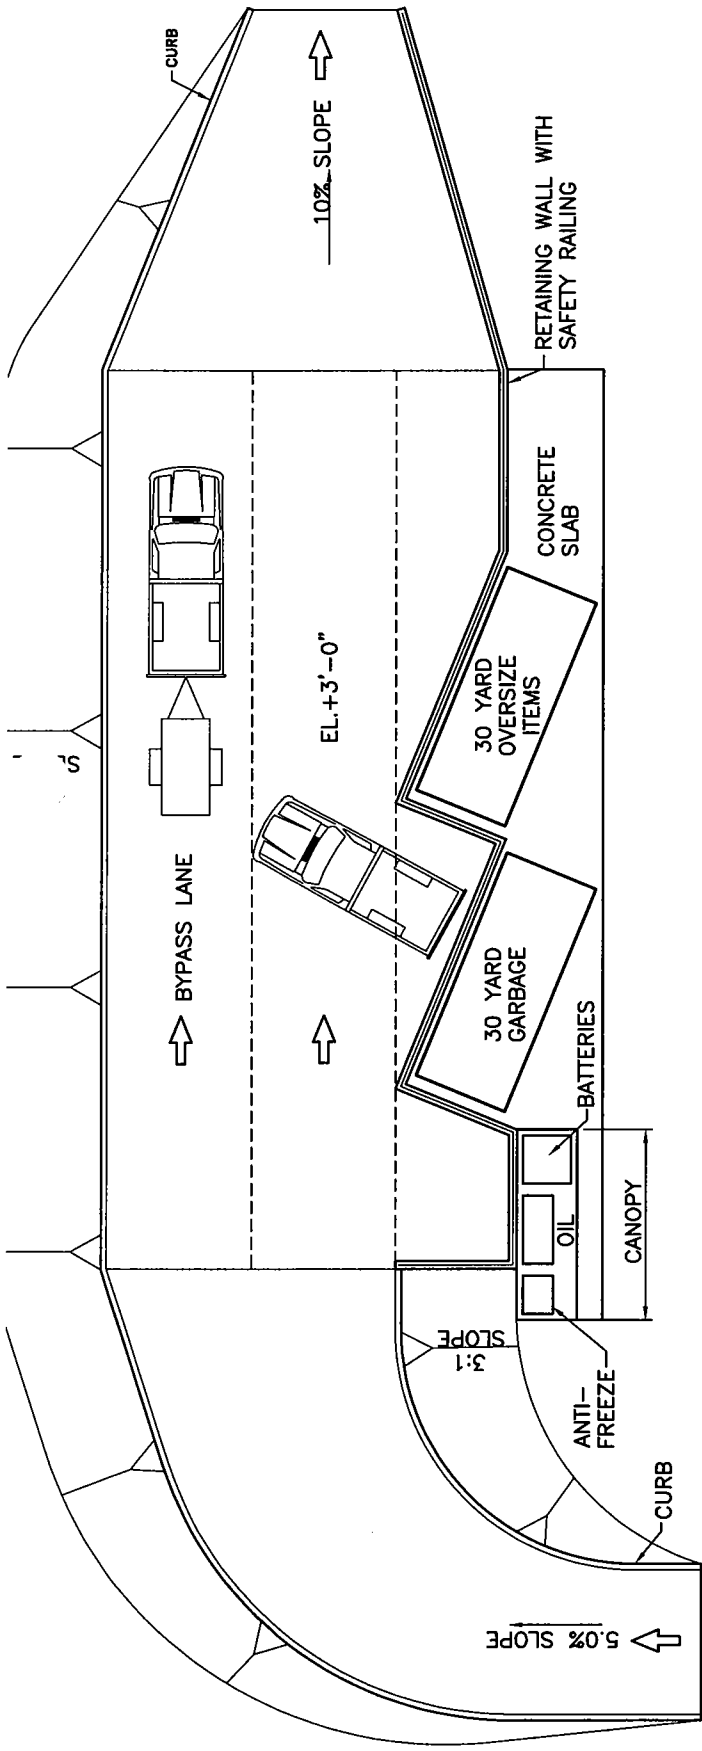 CURB
10% SLOPE
RETAINING WALL WITH
SAFETY RAILING
CONCRETE
SLAB
30 YARD
OVERSIZE
ITEMS
EL.+3'-0"
BYPASS LANE
30 YARD
GARBAGE
BATTERIES
OIL
CANOPY
3:1
SLOPE
ANTI-
FREEZE
CURB
5.0% SLOPE